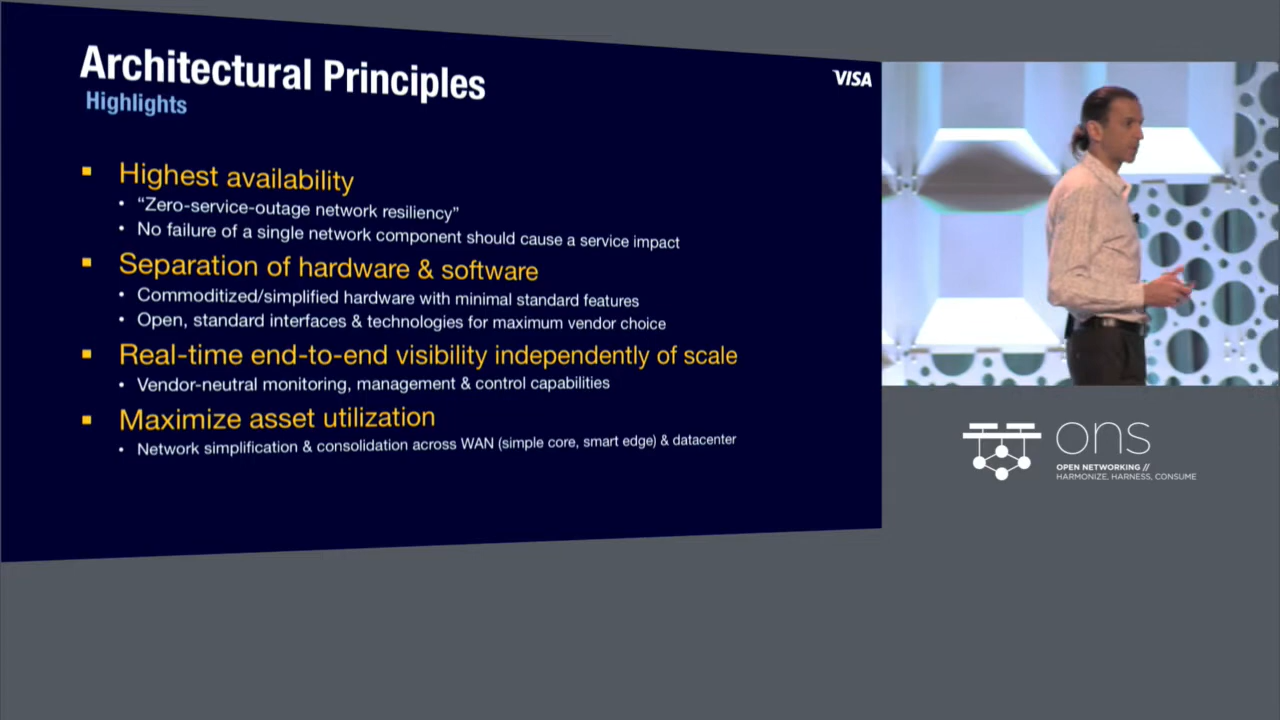 Architectural Principles
Highlights
VISA
▪ Highest availability
• “Zero-service-outage network resiliency”
• No failure of a single network component should cause a service impact
▪ Separation of hardware & software
• Commoditized/simplified hardware with minimal standard features
• Open, standard interfaces & technologies for maximum vendor choice
▪ Real-time end-to-end visibility independently of scale
• Vendor-neutral monitoring, management & control capabilities
▪ Maximize asset utilization
• Network simplification & consolidation across WAN (simple core, smart edge) & datacenter
ons
OPEN NETWORKING //
HARMONIZE, HARNESS, CONSUME